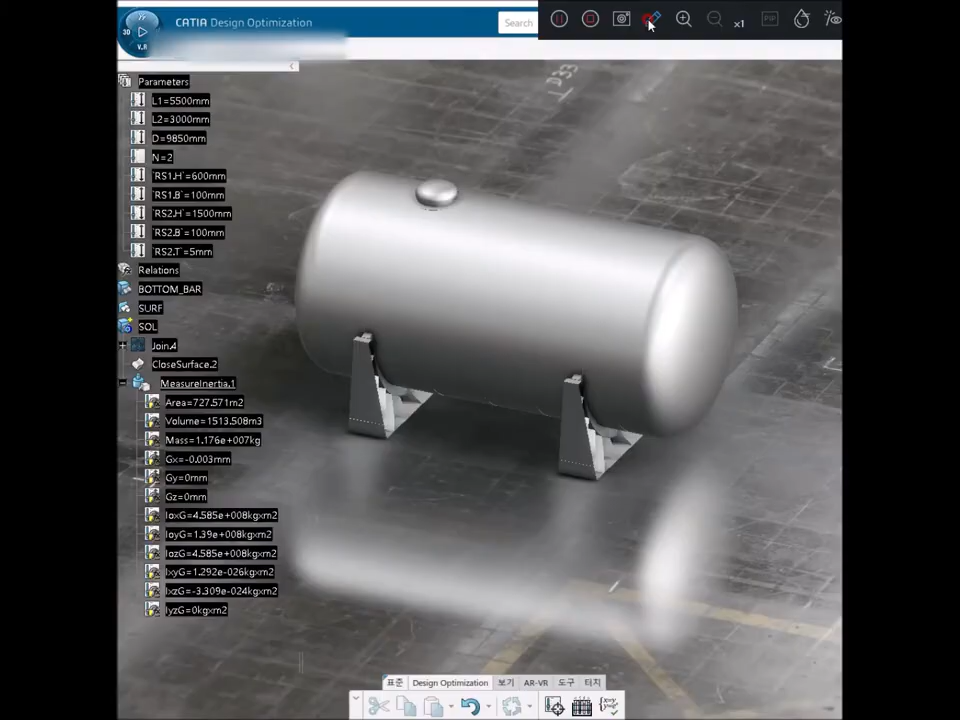 CATIA Design Optimization
Search
x1
PIP
3D
V.R
Parameters
L1=5500mm
L2=3000mm
D=9850mm
N=2
`RS1.H`=600mm
`RS1.B`=100mm
`RS2.H`=1500mm
`RS2.B`=100mm
`RS2.T`=5mm
Relations
BOTTOM_BAR
SURF
SOL
Join.4
CloseSurface.2
MeasureInertia.1
Area=727.571m2
Volume=1513.508m3
Mass=1.176e+007kg
Gx=-0.003mm
Gy=0mm
Gz=0mm
IoxG=4.585e+008kgxm2
IoyG=1.39e+008kgxm2
IozG=4.585e+008kgxm2
IxyG=1.292e-026kgxm2
IxzG=-3.309e-024kgxm2
IyzG=0kgxm2
표준 Design Optimization 보기 AR-VR 도구 터치